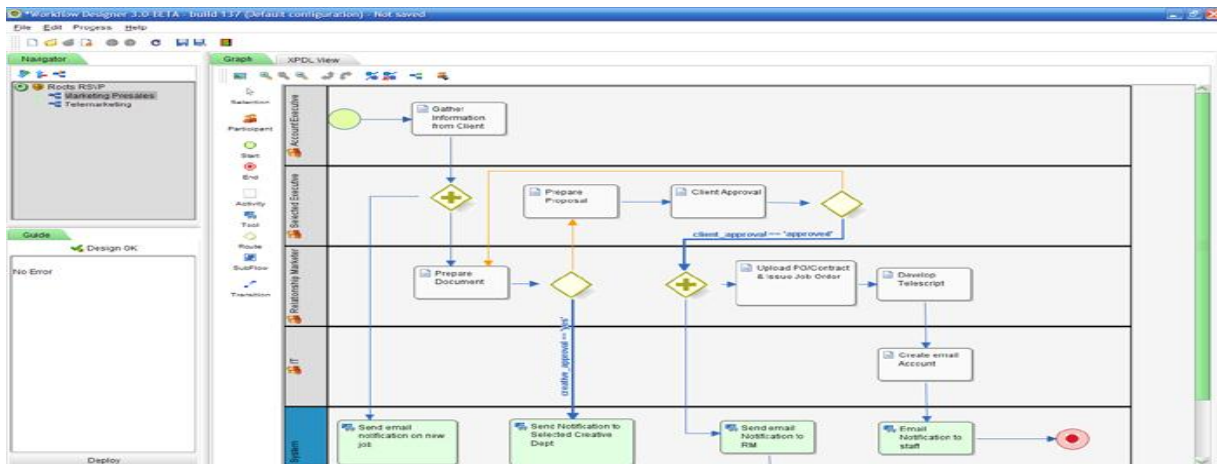 *Workflow Designer 3.0-BETA - build 137 (Default configuration) - Not saved
File Edit Process Help
Navigator
Roots RSVP
Marketing Presales
Telemarketing
Guide
Design OK
No Error
Deploy
Graph XPDL View
Selection
Participant
Start
End
Activity
Tool
Route
SubFlow
Transition
Account Executive
Gather
Information
from Client
Selected Executive
Prepare
Proposal
Client Approval
client_approval == 'approved'
Relationship Marketer
Prepare
Document
Upload PO/Contract
& Issue Job Order
Develop
Telescript
creative_approval == 'yes'
IT
Create email
Account
System
Send email
notification on new
job
Send Notification to
Selected Creative
Dept
Send email
Notification to
RM
Email
Notification to
staff